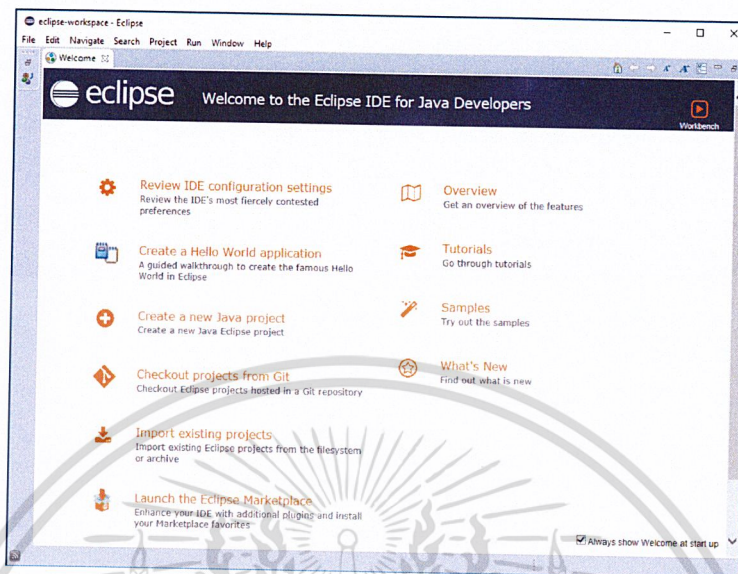 eclipse-workspace - Eclipse
File Edit Navigate Search Project Run Window Help
Welcome
eclipse Welcome to the Eclipse IDE for Java Developers
Workbench
Review IDE configuration settings
Review the IDE's most fiercely contested
preferences
Create a Hello World application
A guided walkthrough to create the famous Hello
World in Eclipse
Create a new Java project
Create a new Java Eclipse project
Checkout projects from Git
Checkout Eclipse projects hosted in a Git repository
Import existing projects
Import existing Eclipse projects from the filesystem
or archive
Launch the Eclipse Marketplace
Enhance your IDE with additional plugins and install
your Marketplace favorites
Overview
Get an overview of the features
Tutorials
Go through tutorials
Samples
Try out the samples
What's New
Find out what is new
Always show Welcome at start up